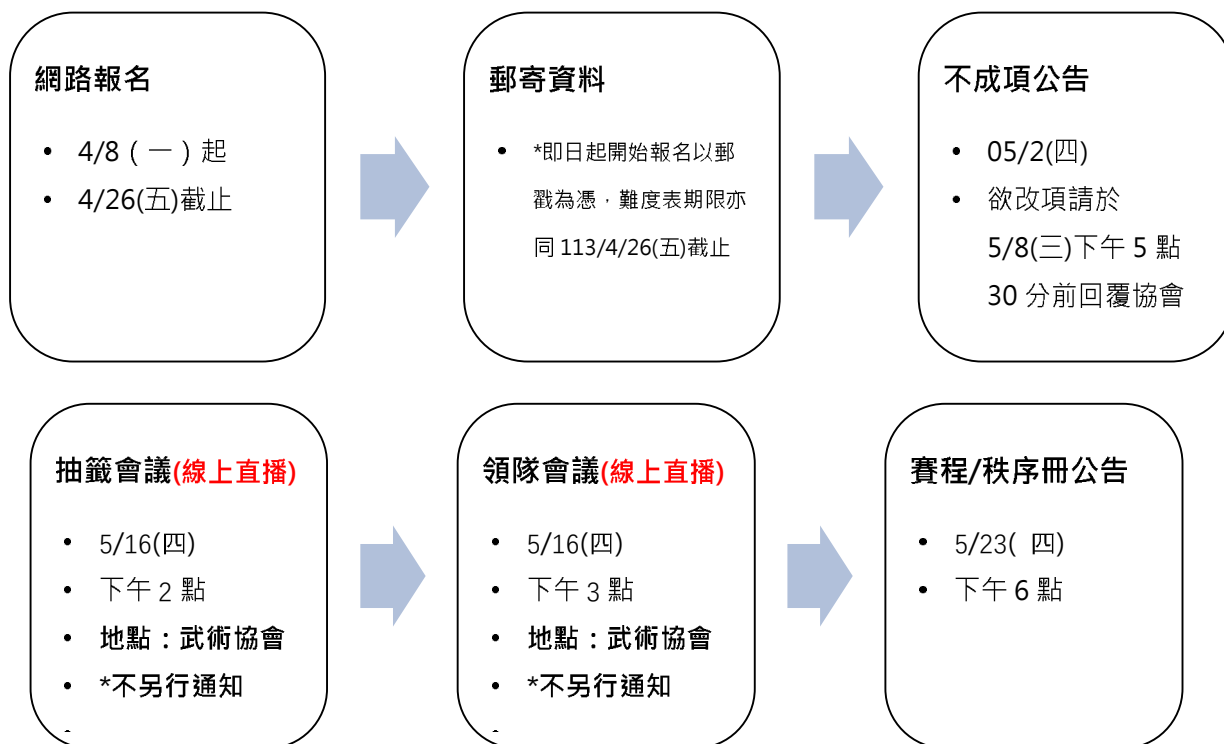 網路報名
• 4/8（一）起
• 4/26(五)截止
郵寄資料
• *即日起開始報名以郵
戳為憑，難度表期限亦
同 113/4/26(五)截止
不成項公告
• 05/2(四)
• 欲改項請於
5/8(三)下午 5 點
30 分前回覆協會
抽籤會議(線上直播)
• 5/16(四)
• 下午 2 點
• 地點：武術協會
• *不另行通知
領隊會議(線上直播)
• 5/16(四)
• 下午 3 點
• 地點：武術協會
• *不另行通知
賽程/秩序冊公告
• 5/23( 四)
• 下午 6 點